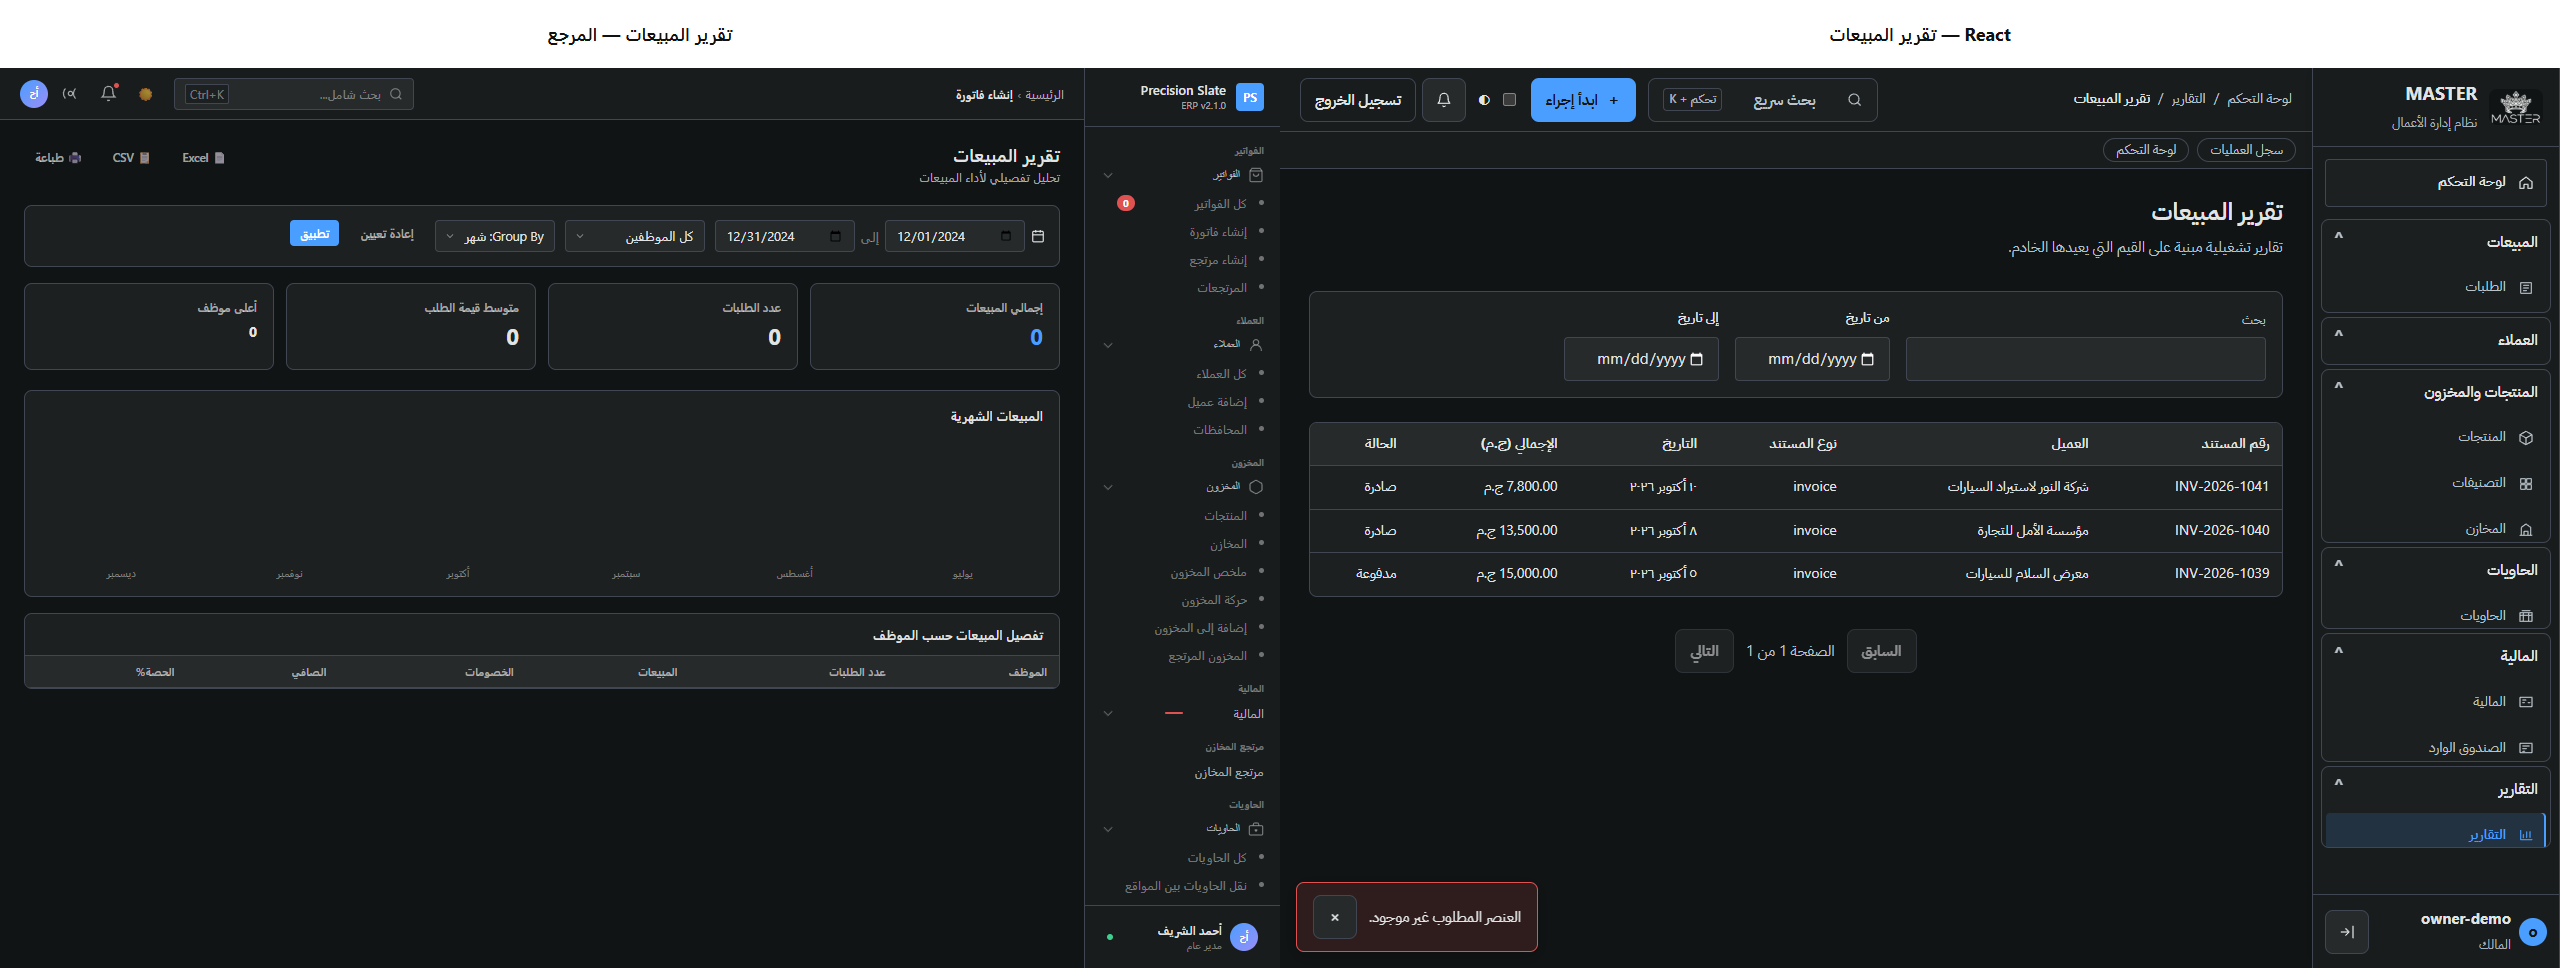 React — تقرير المبيعات
MASTER
نظام إدارة الأعمال
MASTER
لوحة التحكم
المبيعات
الطلبات
العملاء
المنتجات والمخزون
المنتجات
التصنيفات
المخازن
الحاويات
الحاويات
المالية
المالية
الصندوق الوارد
التقارير
التقارير
owner-demo
المالك
o
لوحة التحكم / التقارير / تقرير المبيعات
بحث سريع
تحكم + K
+ ابدأ إجراء
تسجيل الخروج
سجل العمليات
لوحة التحكم
تقرير المبيعات
تقارير تشغيلية مبنية على القيم التي يعيدها الخادم.
بحث
من تاريخ
إلى تاريخ
mm/dd/yyyy
mm/dd/yyyy
رقم المستند العميل نوع المستند التاريخ الإجمالي (ج.م) الحالة
INV-2026-1041 شركة النور لاستيراد السيارات invoice ١٠ أكتوبر ٢٠٢٦ 7,800.00 ج.م صادرة
INV-2026-1040 مؤسسة الأمل للتجارة invoice ٨ أكتوبر ٢٠٢٦ 13,500.00 ج.م صادرة
INV-2026-1039 معرض السلام للسيارات invoice ٥ أكتوبر ٢٠٢٦ 15,000.00 ج.م مدفوعة
السابق
الصفحة 1 من 1
التالي
العنصر المطلوب غير موجود.
×
تقرير المبيعات — المرجع
PS
Precision Slate
ERP v2.1.0
الفواتير
الفواتير
كل الفواتير
0
إنشاء فاتورة
إنشاء مرتجع
المرتجعات
العملاء
العملاء
كل العملاء
إضافة عميل
المحافظات
المخزون
المخزون
المنتجات
المخازن
ملخص المخزون
حركة المخزون
إضافة إلى المخزون
المخزون المرتجع
المالية
المالية
مرتجع المخازن
مرتجع المخازن
الحاويات
الحاويات
كل الحاويات
نقل الحاويات بين المواقع
أح
أحمد الشريف
مدير عام
الرئيسية › إنشاء فاتورة
بحث شامل...
Ctrl+K
أح
تقرير المبيعات
تحليل تفصيلي لأداء المبيعات
Excel
CSV
طباعة
12/01/2024
إلى
12/31/2024
كل الموظفين
Group By: شهر
إعادة تعيين
تطبيق
إجمالي المبيعات
0
عدد الطلبات
0
متوسط قيمة الطلب
0
أعلى موظف
0
المبيعات الشهرية
يوليو أغسطس سبتمبر أكتوبر نوفمبر ديسمبر
تفصيل المبيعات حسب الموظف
الموظف عدد الطلبات المبيعات الخصومات الصافي الحصة%